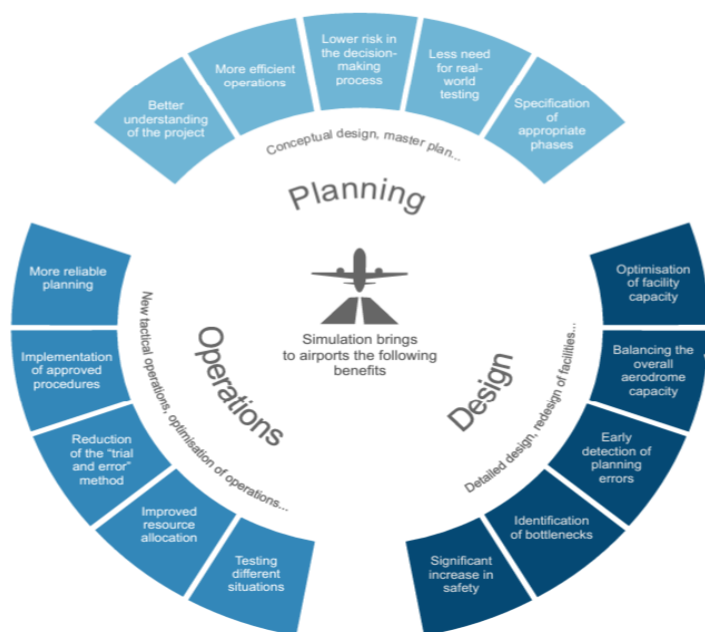 Better
understanding
of the project
More efficient
operations
Lower risk in
the decision-
making
process
Less need
for real-
world
testing
Specification
of
appropriate
phases
Conceptual design, master plan...
Planning
More reliable
planning
Implementation
of approved
procedures
Reduction
of the “trial
and error”
method
Improved
resource
allocation
Testing
different
situations
New tactical operations, optimisation of operations...
Operations
Simulation brings
to airports the following
benefits
Design
Detailed design, redesign of facilities...
Optimisation
of facility
capacity
Balancing the
overall
aerodrome
capacity
Early
detection of
planning
errors
Identification
of bottlenecks
Significant
increase in
safety